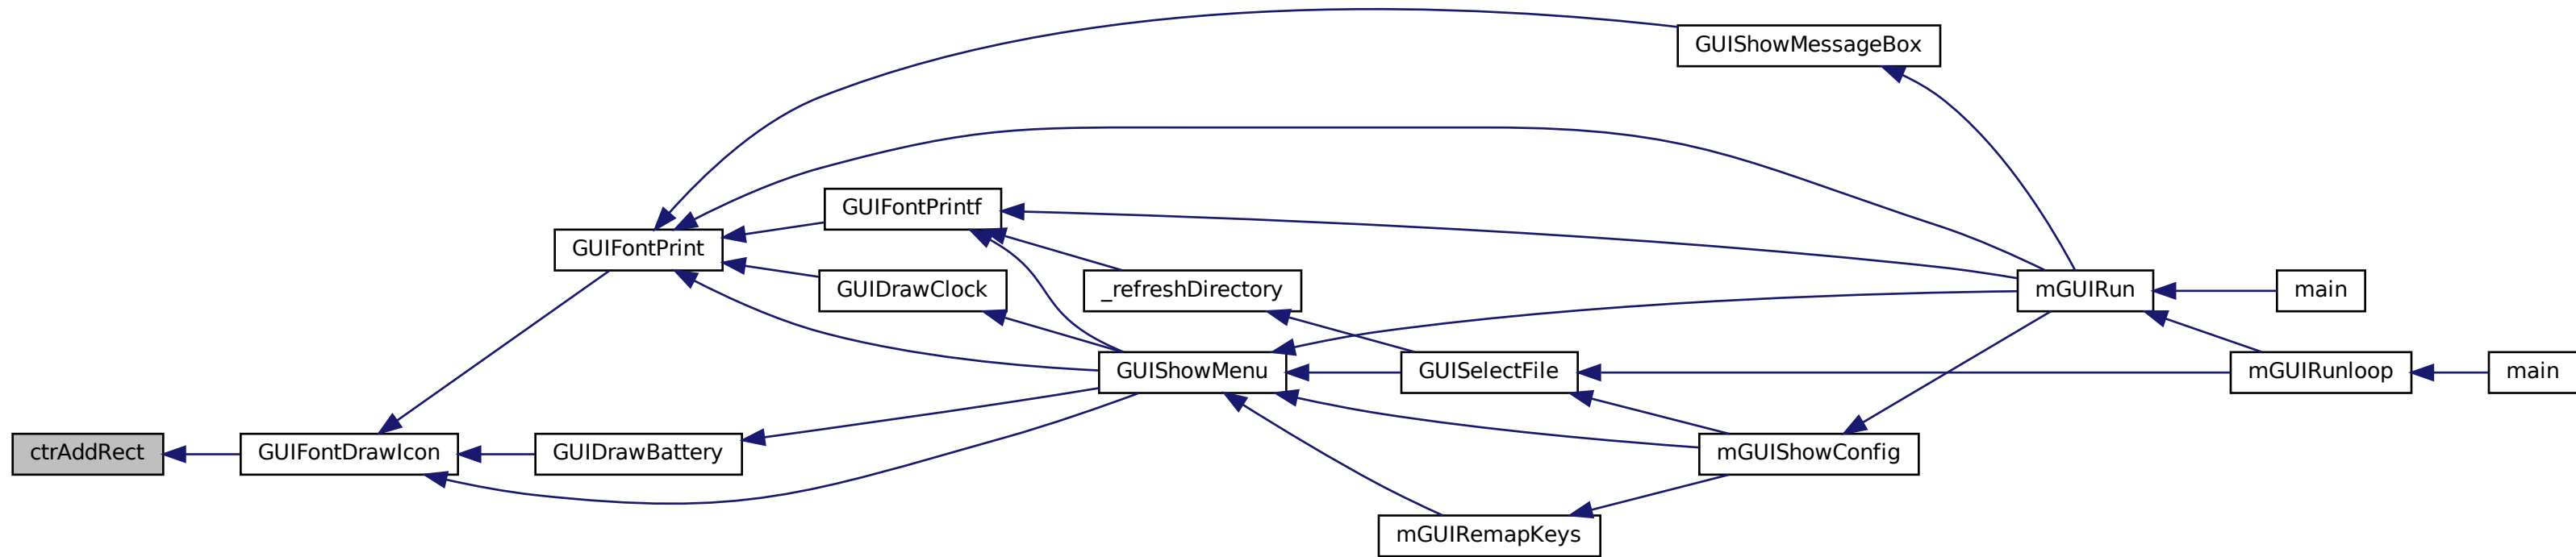 GUIShowMessageBox
GUIFontPrintf
GUIFontPrint
GUIDrawClock
_refreshDirectory
mGUIRun
main
GUIShowMenu
GUISelectFile
mGUIRunloop
main
ctrAddRect
GUIFontDrawIcon
GUIDrawBattery
mGUIShowConfig
mGUIRemapKeys